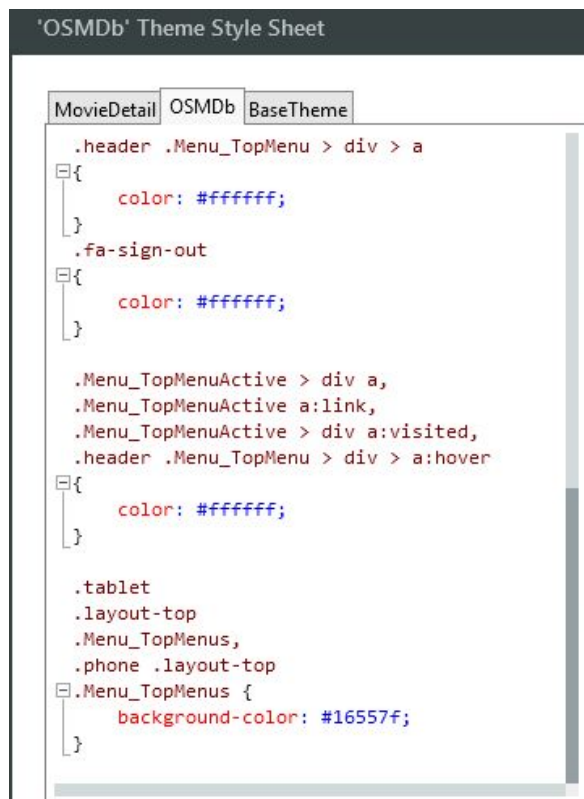 'OSMDb' Theme Style Sheet
MovieDetail OSMDb BaseTheme
.header .Menu_TopMenu > div > a
{
color: #ffffff;
}
.fa-sign-out
{
color: #ffffff;
}
.Menu_TopMenuActive > div a,
.Menu_TopMenuActive a:link,
.Menu_TopMenuActive > div a:visited,
.header .Menu_TopMenu > div > a:hover
{
color: #ffffff;
}
.tablet
.layout-top
.Menu_TopMenus,
.phone .layout-top
.Menu_TopMenus {
background-color: #16557f;
}